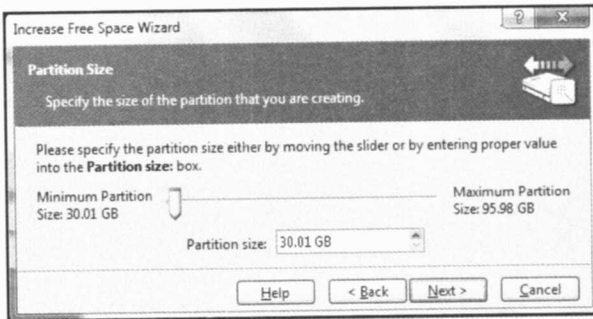 Increase Free Space Wizard
Partition Size
Specify the size of the partition that you are creating.
Please specify the partition size either by moving the slider or by entering proper value
into the Partition size: box.
Minimum Partition
Size: 30.01 GB
Maximum Partition
Size: 95.98 GB
Partition size: 30.01 GB
Help
< Back
Next >
Cancel